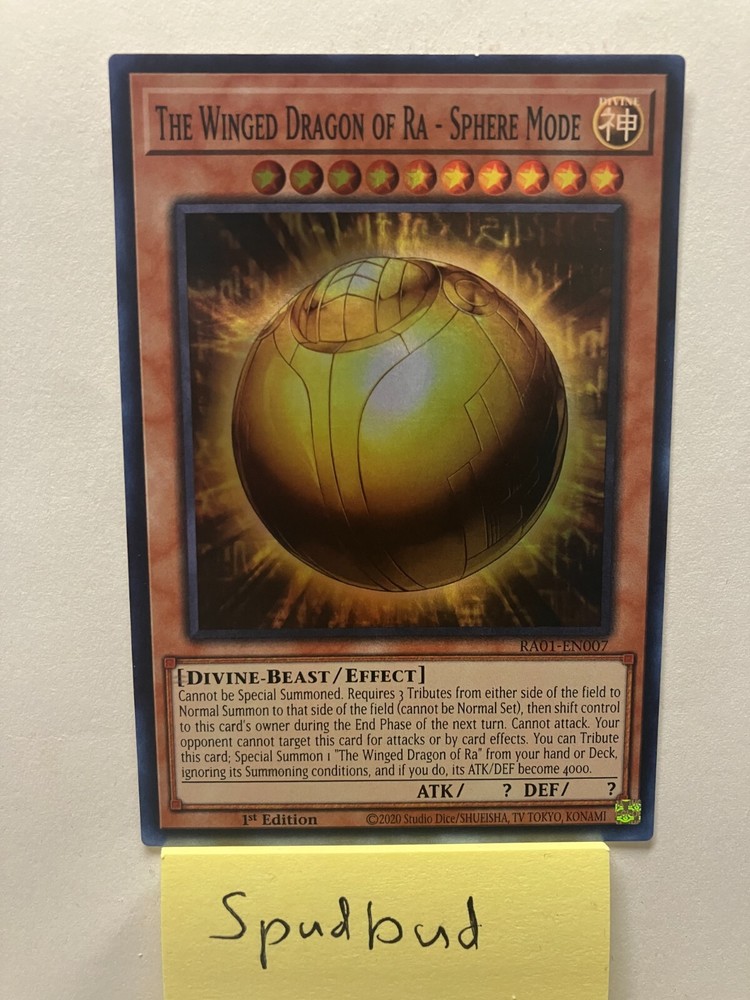 THE WINGED DRAGON OF RA - SPHERE MODE
DIVINE
神
RA01-EN007
[DIVINE-BEAST/EFFECT]
Cannot be Special Summoned. Requires 3 Tributes from either side of the field to
Normal Summon to that side of the field (cannot be Normal Set), then shift control
to this card's owner during the End Phase of the next turn. Cannot attack. Your
opponent cannot target this card for attacks or by card effects. You can Tribute
this card; Special Summon 1 "The Winged Dragon of Ra" from your hand or Deck,
ignoring its Summoning conditions, and if you do, its ATK/DEF become 4000.
ATK/ ? DEF/ ?
1st Edition ©2020 Studio Dice/SHUEISHA, TV TOKYO, KONAMI
Spudbud